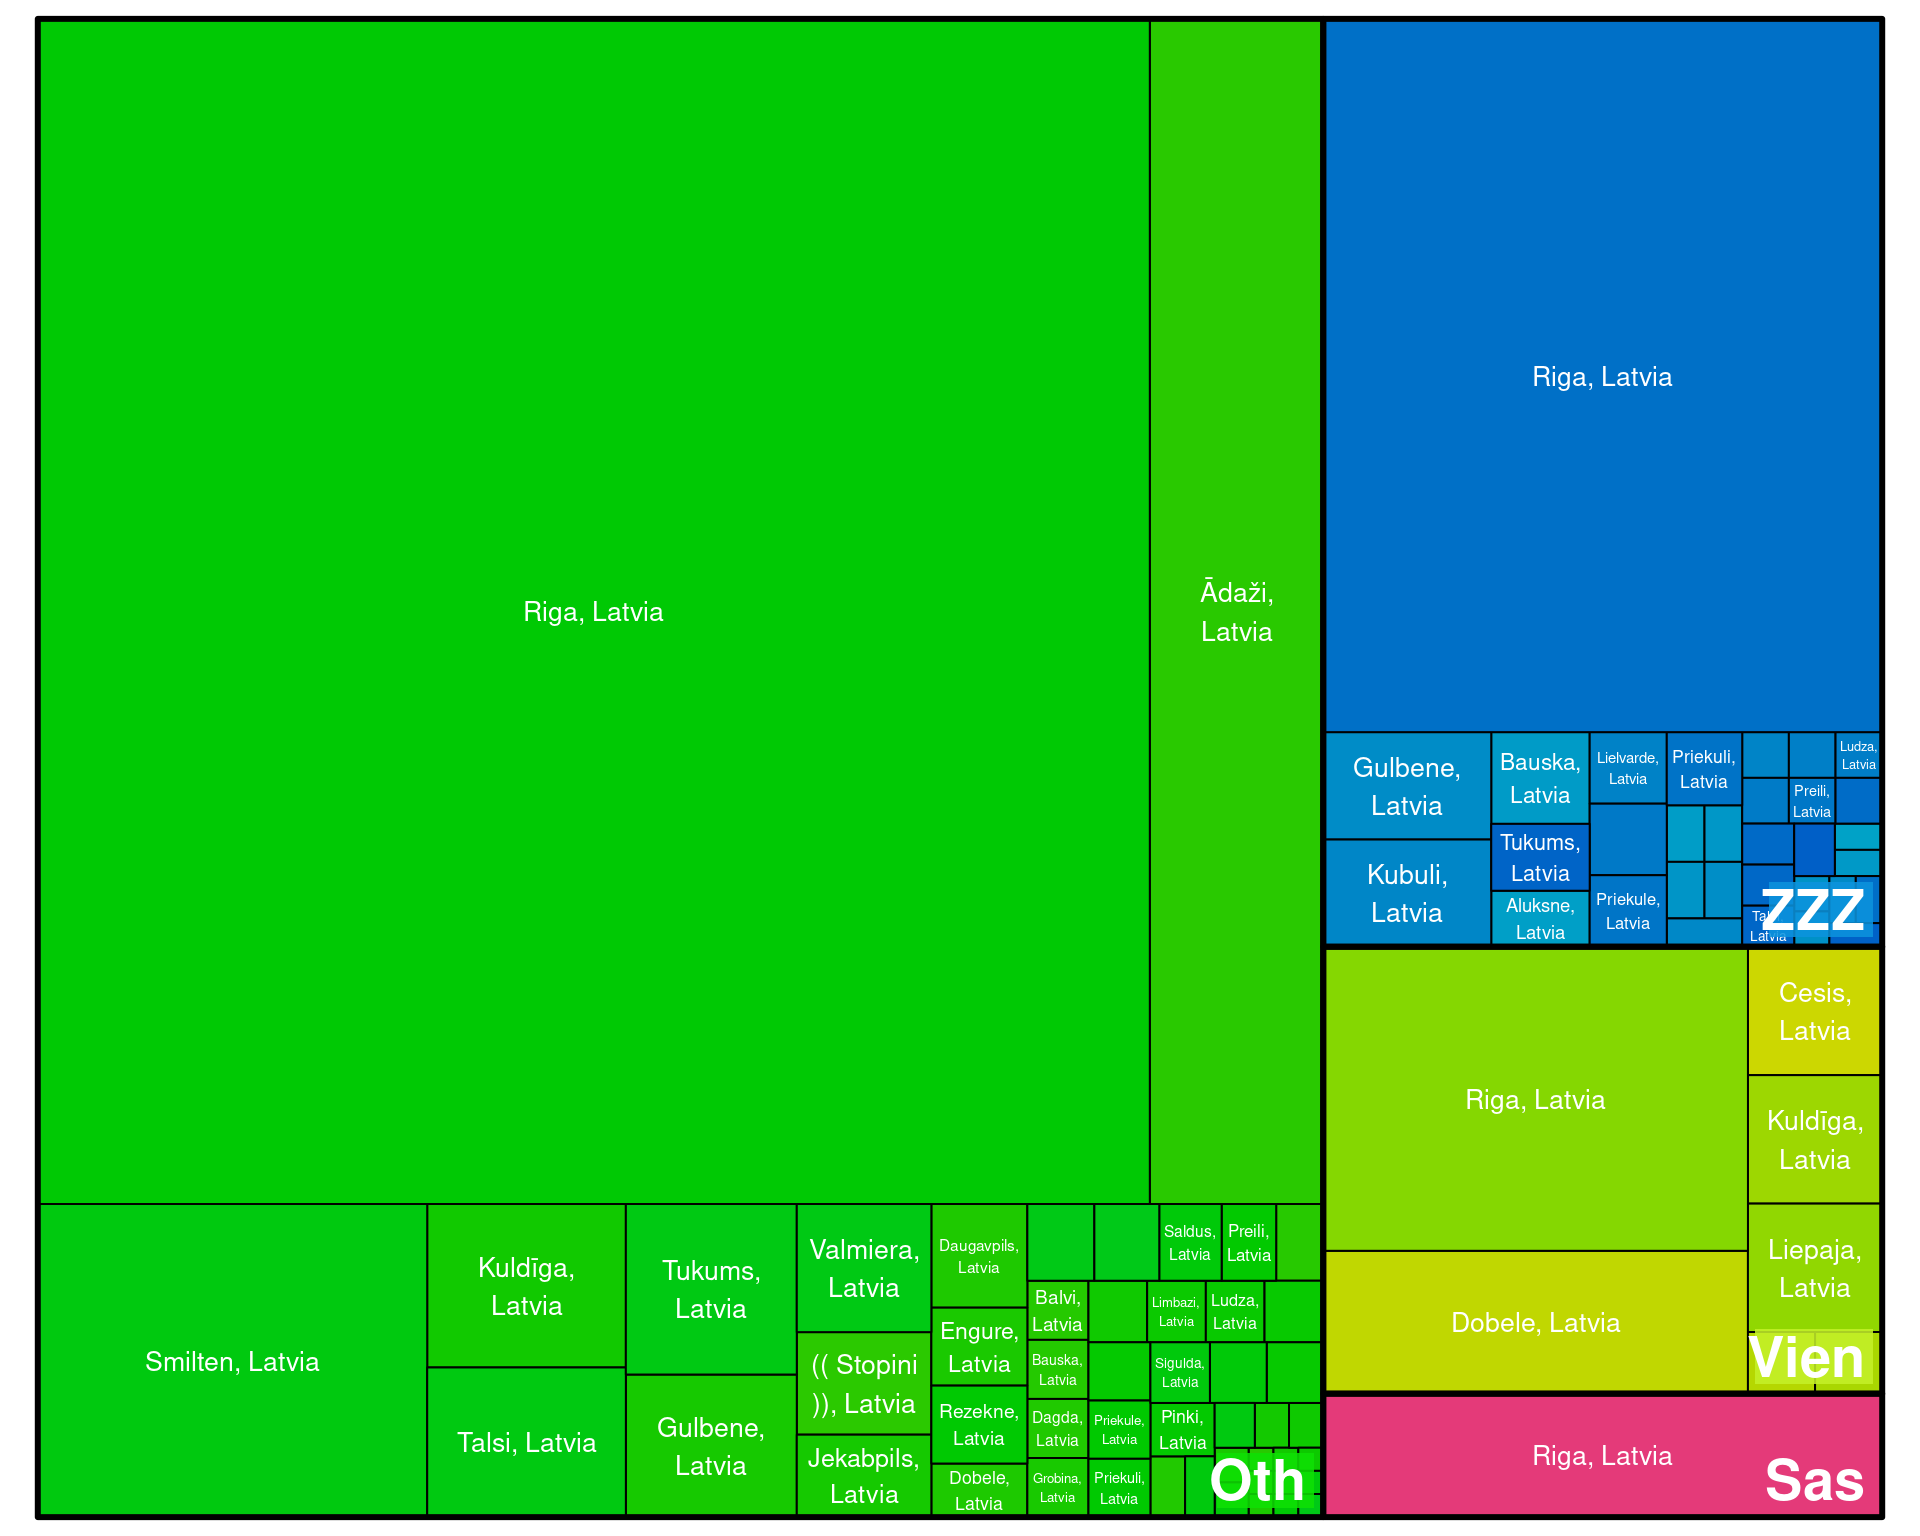 Riga, Latvia
Ādaži,
Latvia
Smilten, Latvia
Kuldīga,
Latvia
Talsi, Latvia
Tukums,
Latvia
Gulbene,
Latvia
Valmiera,
Latvia
(( Stopini
)), Latvia
Jekabpils,
Latvia
Daugavpils,
Latvia
Engure,
Latvia
Rezekne,
Latvia
Dobele,
Latvia
Balvi,
Latvia
Bauska,
Latvia
Dagda,
Latvia
Grobina,
Latvia
Priekule,
Latvia
Priekuli,
Latvia
Saldus,
Latvia
Preili,
Latvia
Limbazi,
Latvia
Ludza,
Latvia
Sigulda,
Latvia
Pinki,
Latvia
Oth
Riga, Latvia
Gulbene,
Latvia
Kubuli,
Latvia
Bauska,
Latvia
Tukums,
Latvia
Aluksne,
Latvia
Lielvarde,
Latvia
Priekule,
Latvia
Priekuli,
Latvia
Ludza,
Latvia
Preili,
Latvia
Latvia
ZZZ
Riga, Latvia
Dobele, Latvia
Cesis,
Latvia
Kuldīga,
Latvia
Liepaja,
Latvia
Vien
Riga, Latvia
Sas